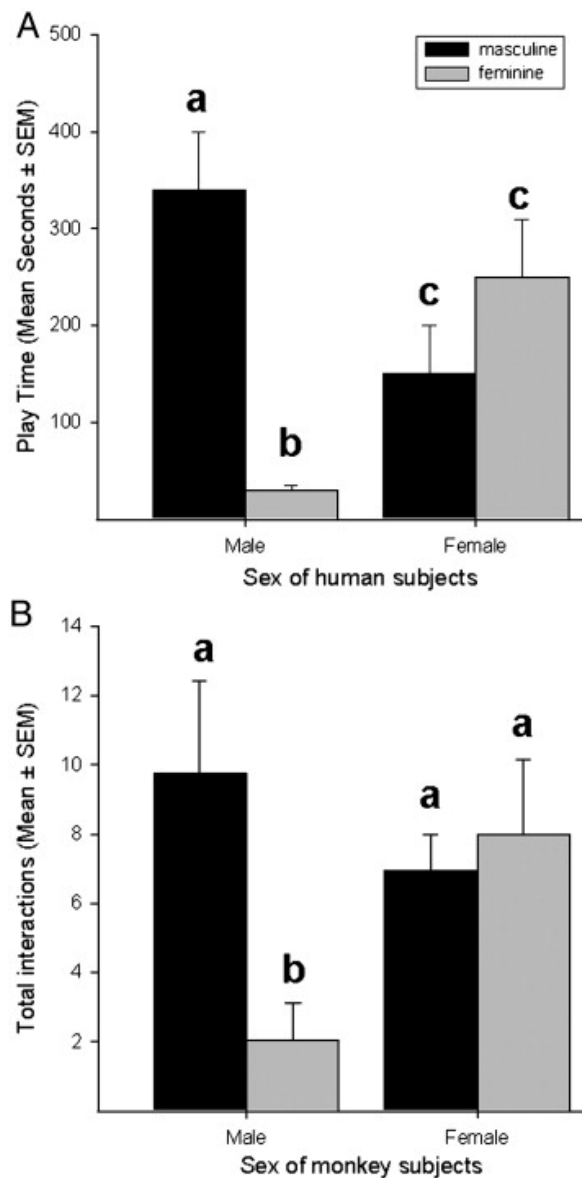 A
500
400
300
200
100
Play Time (Mean Seconds ± SEM)
masculine
feminine
a
b
c
c
Male
Female
Sex of human subjects
B
14
12
10
8
6
4
2
Total interactions (Mean ± SEM)
a
b
a
a
Male
Female
Sex of monkey subjects